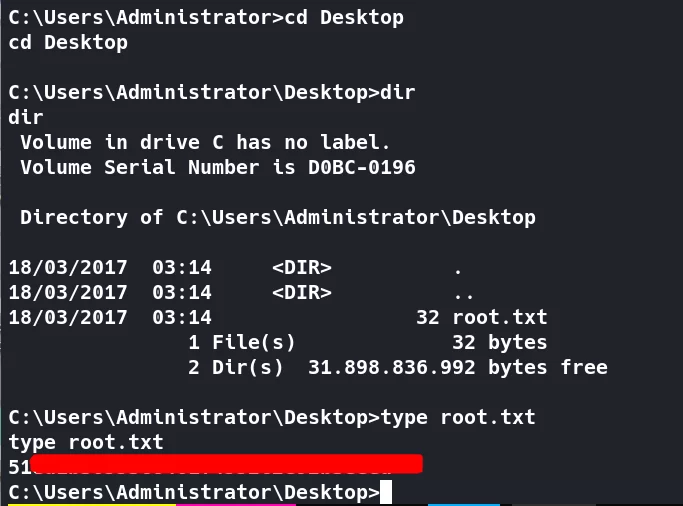 C:\Users\Administrator>cd Desktop
cd Desktop
C:\Users\Administrator\Desktop>dir
dir
 Volume in drive C has no label.
 Volume Serial Number is D0BC-0196
 Directory of C:\Users\Administrator\Desktop
18/03/2017  03:14     <DIR>          .
18/03/2017  03:14     <DIR>          ..
18/03/2017  03:14                 32 root.txt
               1 File(s)             32 bytes
               2 Dir(s)  31.898.836.992 bytes free
C:\Users\Administrator\Desktop>type root.txt
type root.txt
51
C:\Users\Administrator\Desktop>